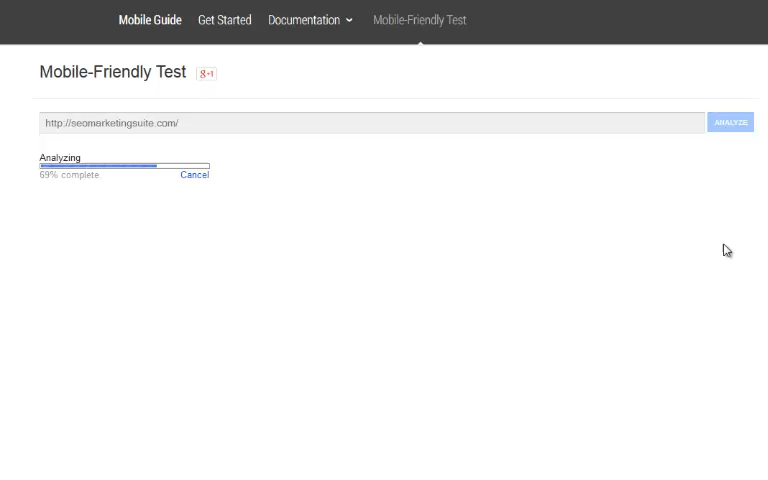 Mobile Guide Get Started Documentation Mobile-Friendly Test
Mobile-Friendly Test g+1
http://seomarketingsuite.com/ ANALYZE
Analyzing
69% complete. Cancel